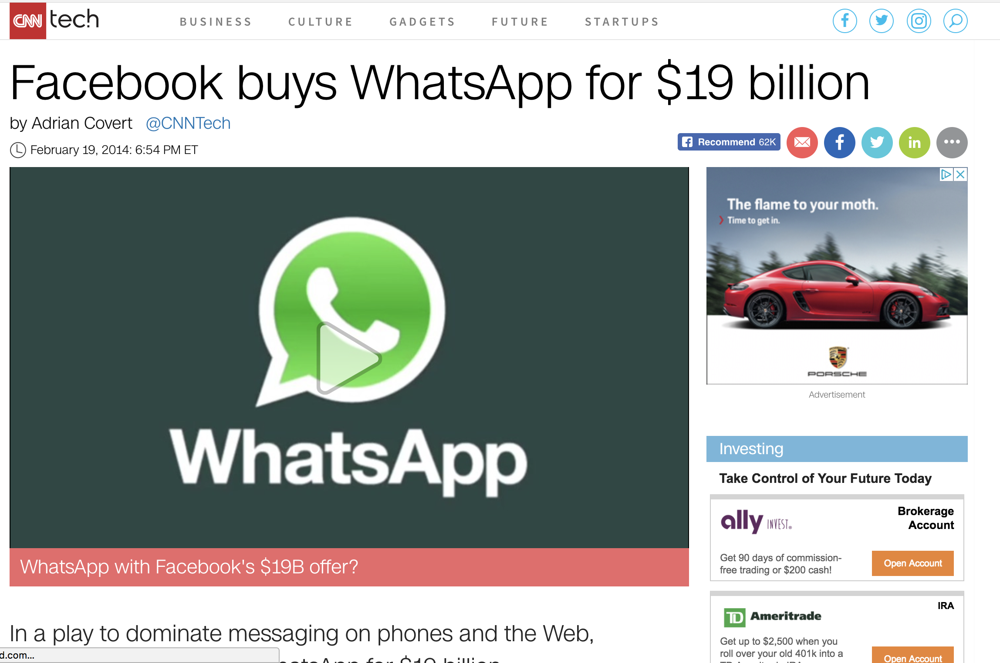 CNN tech
BUSINESS CULTURE GADGETS FUTURE STARTUPS
Facebook buys WhatsApp for $19 billion
by Adrian Covert @CNNTech
February 19, 2014: 6:54 PM ET
Recommend 62K
in
WhatsApp
WhatsApp with Facebook's $19B offer?
In a play to dominate messaging on phones and the Web,
for $19 billion
d.com...
The flame to your moth.
Time to get in.
PORSCHE
Advertisement
Investing
Take Control of Your Future Today
ally INVEST
Brokerage
Account
Get 90 days of commission-
free trading or $200 cash!
Open Account
TD Ameritrade
IRA
Get up to $2,500 when you
roll over your old 401k into a
Open Account